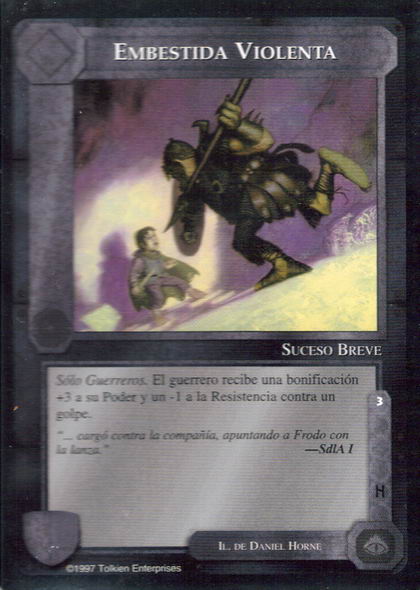 EMBESTIDA VIOLENTA
SUCESO BREVE
Sólo Guerreros. El guerrero recibe una bonificación
+3 a su Poder y un -1 a la Resistencia contra un
golpe.
"... cargó contra la compañía, apuntando a Frodo con
la lanza." —SdlA I
3
H
IL. DE DANIEL HORNE
©1997 Tolkien Enterprises